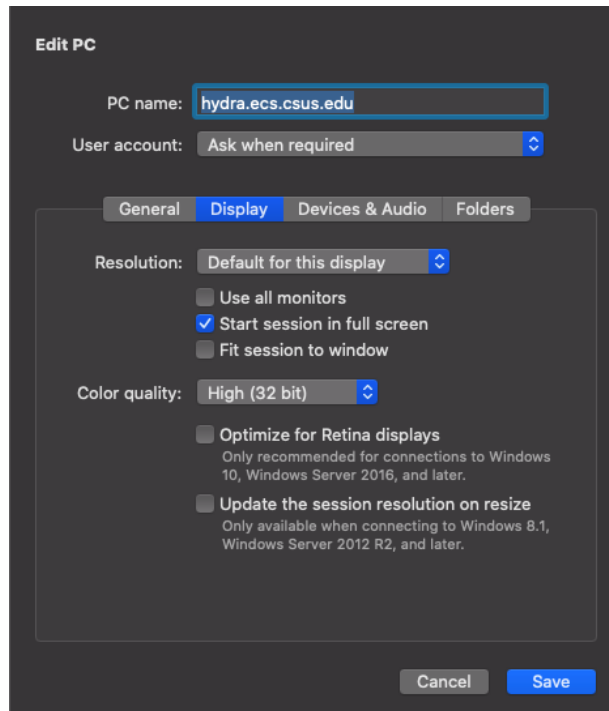 Edit PC
PC name: hydra.ecs.csus.edu
User account: Ask when required
General Display Devices & Audio Folders
Resolution: Default for this display
Use all monitors
Start session in full screen
Fit session to window
Color quality: High (32 bit)
Optimize for Retina displays
Only recommended for connections to Windows
10, Windows Server 2016, and later.
Update the session resolution on resize
Only available when connecting to Windows 8.1,
Windows Server 2012 R2, and later.
Cancel Save